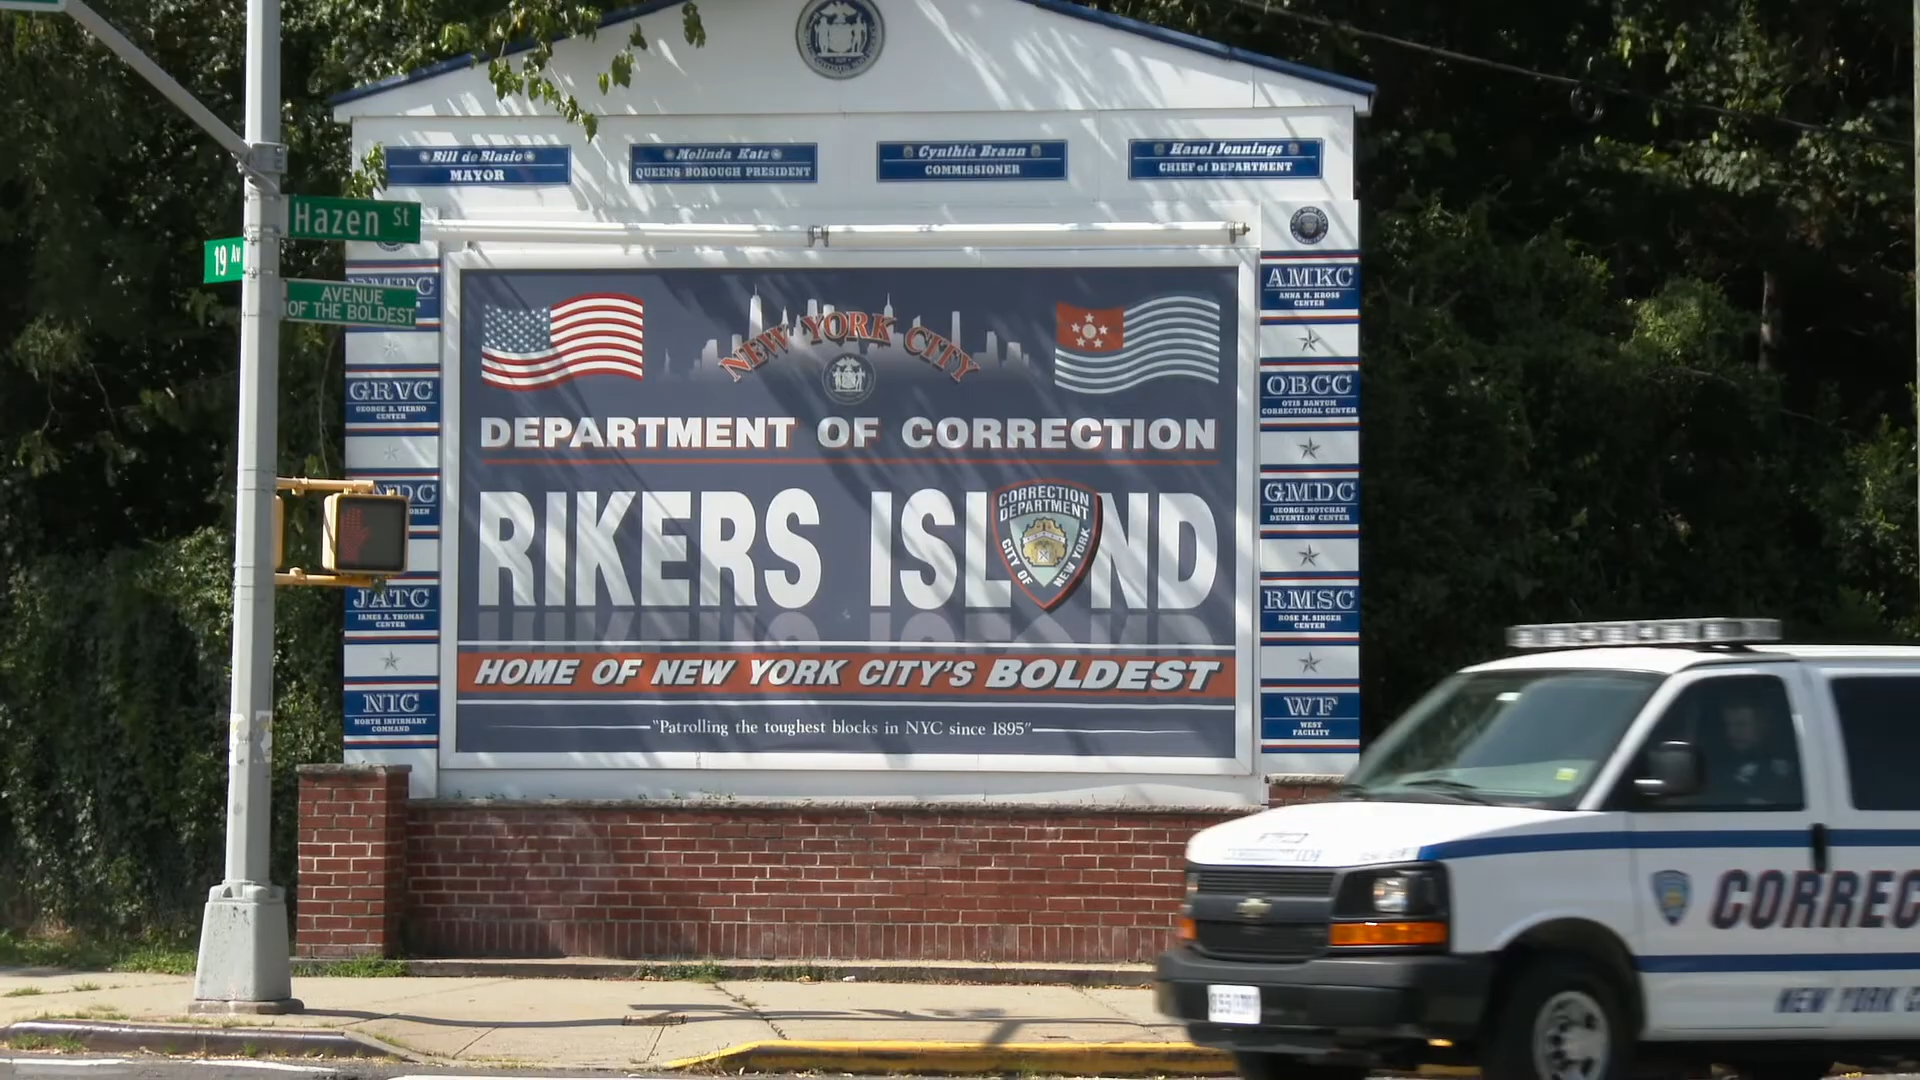 Bill de Blasio
MAYOR
Melinda Katz
QUEENS BOROUGH PRESIDENT
Cynthia Brann
COMMISSIONER
Hazel Jennings
CHIEF of DEPARTMENT
Hazen St
19 AV
AVENUE
OF THE BOLDEST
GRVC
GEORGE R. VIERNO
CENTER
JATC
JAMES A. THOMAS
CENTER
NIC
NORTH INFIRMARY
COMMAND
NEW YORK CITY
DEPARTMENT OF CORRECTION
RIKERS ISL ND
CORRECTION
DEPARTMENT
CITY OF
NEW YORK
HOME OF NEW YORK CITY'S BOLDEST
"Patrolling the toughest blocks in NYC since 1895"
AMKC
ANNA M. KROSS
CENTER
OBCC
OTIS BANTUM
CORRECTIONAL CENTER
GMDC
GEORGE MOTCHAN
DETENTION CENTER
RMSC
ROSE M. SINGER
CENTER
WF
WEST
FACILITY
CORREC
NEW YORK C